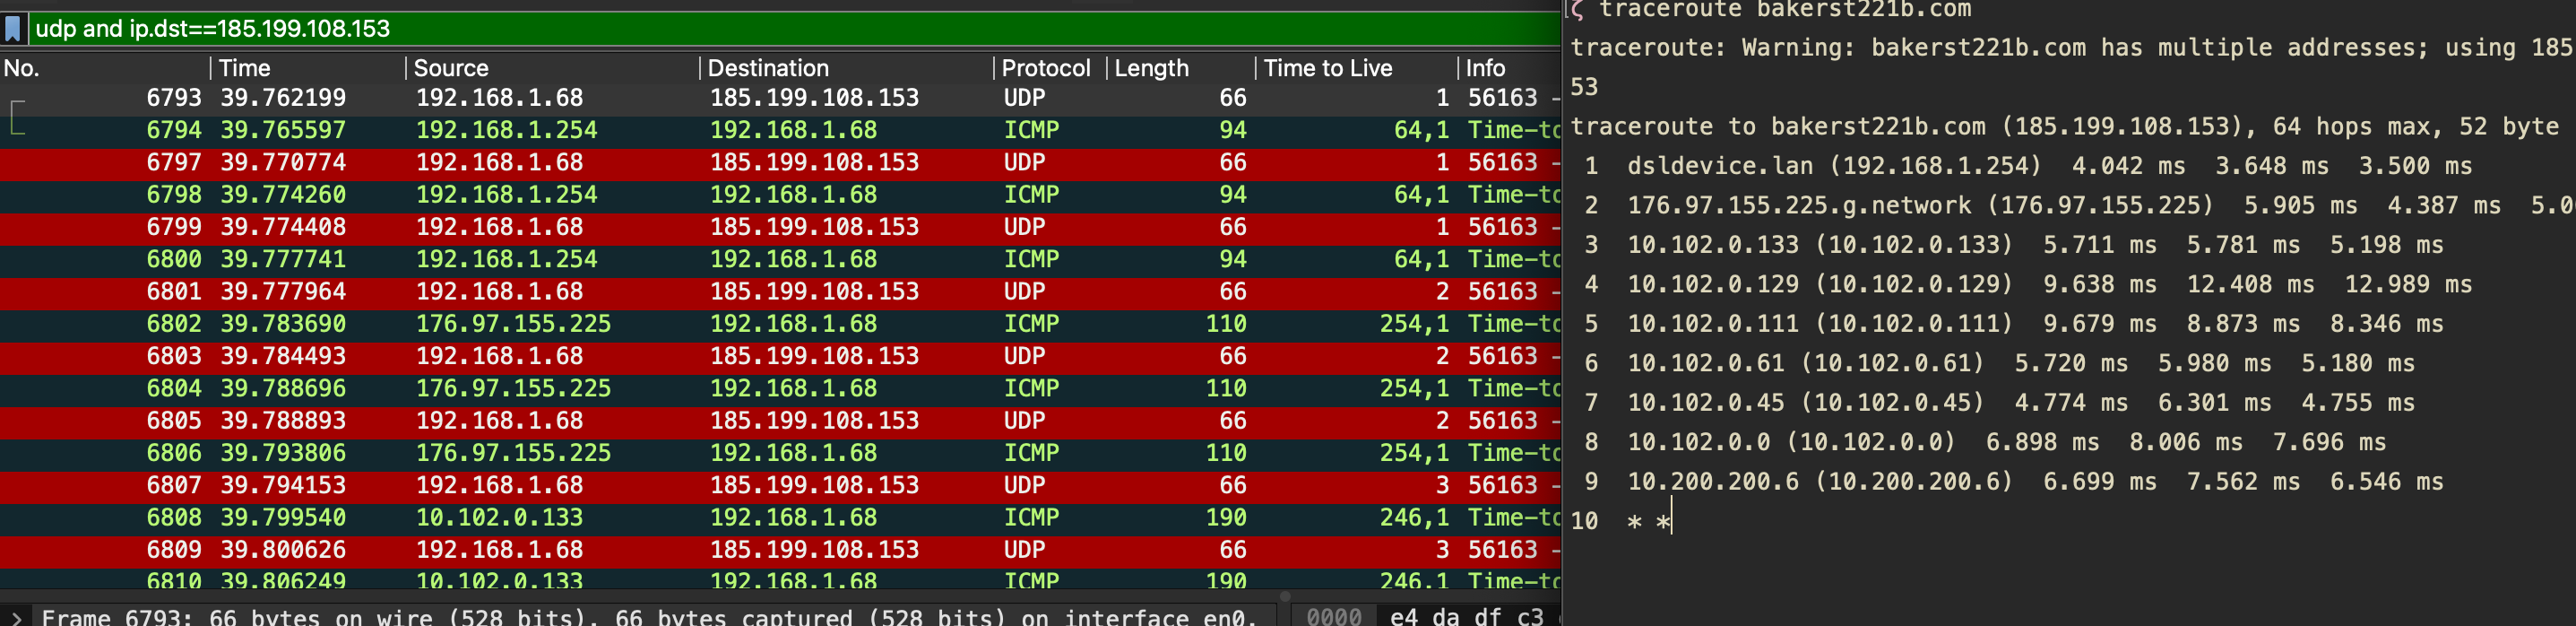 udp and ip.dst==185.199.108.153
No. Time Source Destination Protocol Length Time to Live Info
6793 39.762199 192.168.1.68 185.199.108.153 UDP 66 1 56163 –
6794 39.765597 192.168.1.254 192.168.1.68 ICMP 94 64,1 Time-to
6797 39.770774 192.168.1.68 185.199.108.153 UDP 66 1 56163 –
6798 39.774260 192.168.1.254 192.168.1.68 ICMP 94 64,1 Time-to
6799 39.774408 192.168.1.68 185.199.108.153 UDP 66 1 56163 –
6800 39.777741 192.168.1.254 192.168.1.68 ICMP 94 64,1 Time-to
6801 39.777964 192.168.1.68 185.199.108.153 UDP 66 2 56163 –
6802 39.783690 176.97.155.225 192.168.1.68 ICMP 110 254,1 Time-to
6803 39.784493 192.168.1.68 185.199.108.153 UDP 66 2 56163 –
6804 39.788696 176.97.155.225 192.168.1.68 ICMP 110 254,1 Time-to
6805 39.788893 192.168.1.68 185.199.108.153 UDP 66 2 56163 –
6806 39.793806 176.97.155.225 192.168.1.68 ICMP 110 254,1 Time-to
6807 39.794153 192.168.1.68 185.199.108.153 UDP 66 3 56163 –
6808 39.799540 10.102.0.133 192.168.1.68 ICMP 190 246,1 Time-to
6809 39.800626 192.168.1.68 185.199.108.153 UDP 66 3 56163 –
6810 39.806249 10.102.0.133 192.168.1.68 ICMP 190 246,1 Time-to
Frame 6793: 66 bytes on wire (528 bits), 66 bytes captured (528 bits) on interface en0,
0000 e4 da df c3
ζ traceroute bakerst221b.com
traceroute: Warning: bakerst221b.com has multiple addresses; using 185
53
traceroute to bakerst221b.com (185.199.108.153), 64 hops max, 52 byte
1 dsldevice.lan (192.168.1.254) 4.042 ms 3.648 ms 3.500 ms
2 176.97.155.225.g.network (176.97.155.225) 5.905 ms 4.387 ms 5.0
3 10.102.0.133 (10.102.0.133) 5.711 ms 5.781 ms 5.198 ms
4 10.102.0.129 (10.102.0.129) 9.638 ms 12.408 ms 12.989 ms
5 10.102.0.111 (10.102.0.111) 9.679 ms 8.873 ms 8.346 ms
6 10.102.0.61 (10.102.0.61) 5.720 ms 5.980 ms 5.180 ms
7 10.102.0.45 (10.102.0.45) 4.774 ms 6.301 ms 4.755 ms
8 10.102.0.0 (10.102.0.0) 6.898 ms 8.006 ms 7.696 ms
9 10.200.200.6 (10.200.200.6) 6.699 ms 7.562 ms 6.546 ms
10 * *